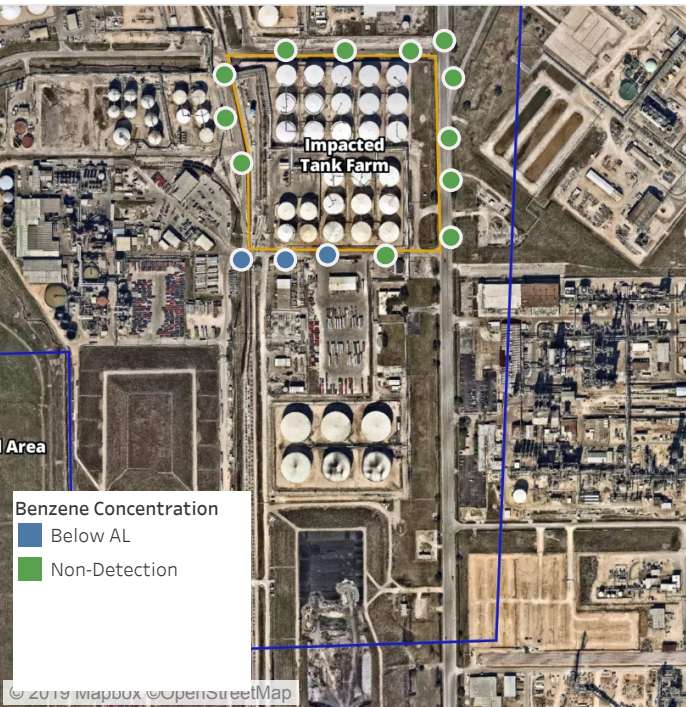 Impacted
Tank Farm
Area
Benzene Concentration
Below AL
Non-Detection
© 2019 Mapbox ©OpenStreetMap